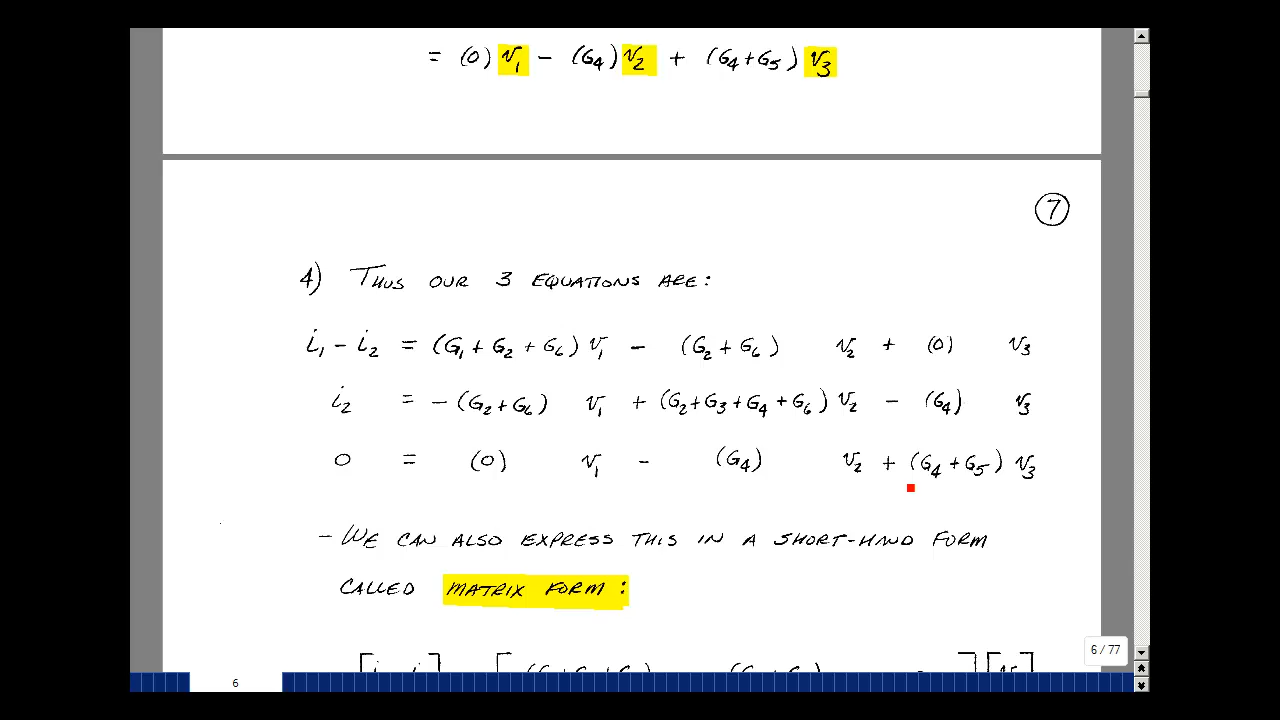 = (0) v₁ - (G₄) v₂ + (G₄+G₅) v₃
7
4) THUS OUR 3 EQUATIONS ARE:
i₁ - i₂ = (G₁ + G₂ + G₆) v₁ - (G₂ + G₆) v₂ + (0) v₃
i₂ = - (G₂+G₆) v₁ + (G₂+G₃+G₄+G₆) v₂ - (G₄) v₃
0 = (0) v₁ - (G₄) v₂ + (G₄+G₅) v₃
- WE CAN ALSO EXPRESS THIS IN A SHORT-HAND FORM
CALLED MATRIX FORM:
6 / 77
6